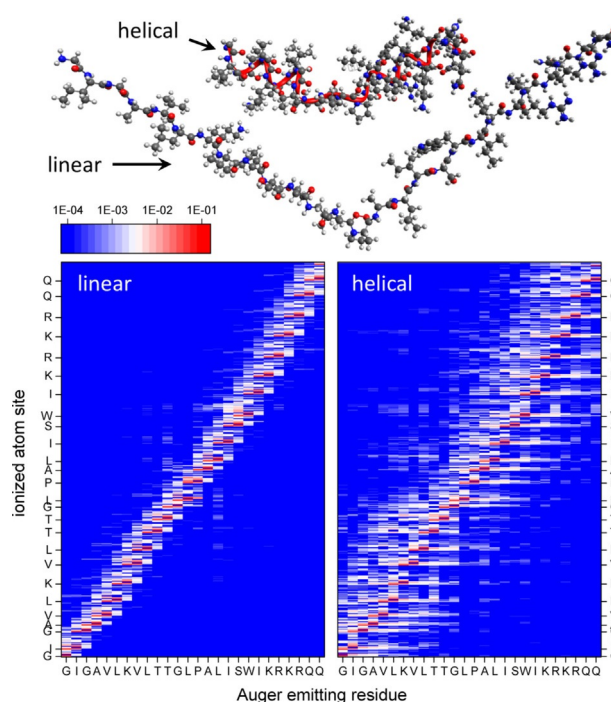 helical
linear
1E-04 1E-03 1E-02 1E-01
linear
helical
ionized atom site
Q
Q
R
K
R
K
I
W
S
I
L
A
P
L
G
T
T
L
V
K
L
V
A
G
I
G
G I G A V L K V L T T G L P A L I S W I K R K R Q Q
G I G A V L K V L T T G L P A L I S W I K R K R Q Q
Auger emitting residue